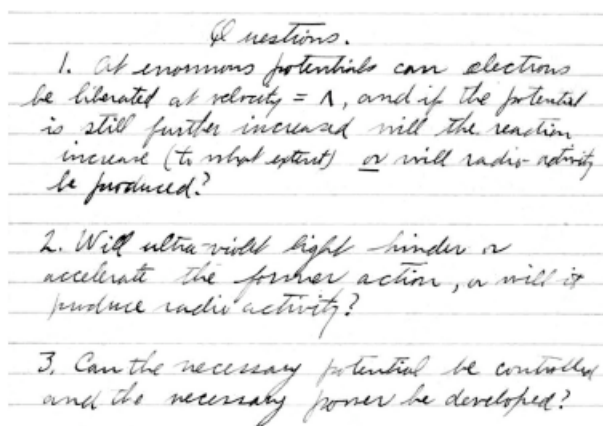 Questions.
1. At enormous potentials can electrons
be liberated at velocity = Λ, and if the potential
is still further increased will the reaction
increase (to what extent) or will radio-activity
be produced?
2. Will ultra-violet light hinder or
accelerate the former action, or will it
produce radio activity?
3. Can the necessary potential be controlled
and the necessary power be developed?